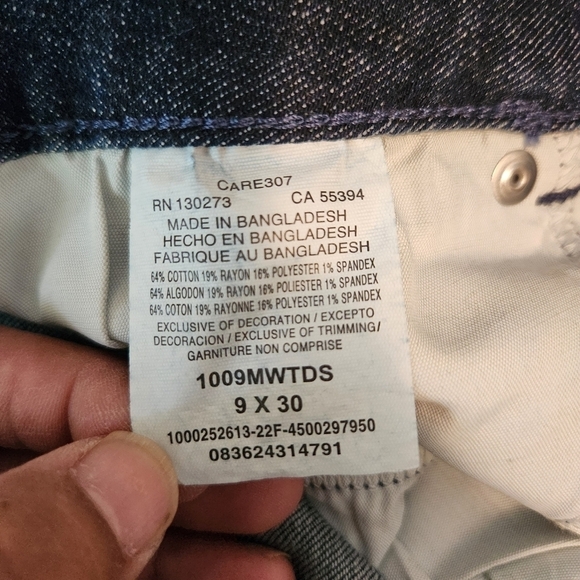 CARE307
RN 130273 CA 55394
MADE IN BANGLADESH
HECHO EN BANGLADESH
FABRIQUE AU BANGLADESH
64% COTTON 19% RAYON 16% POLYESTER 1% SPANDEX
64% ALGODON 19% RAYON 16% POLIESTER 1% SPANDEX
64% COTON 19% RAYONNE 16% POLYESTER 1% SPANDEX
EXCLUSIVE OF DECORATION / EXCEPTO
DECORACION / EXCLUSIVE OF TRIMMING/
GARNITURE NON COMPRISE
1009MWTDS
9 X 30
1000252613-22F-4500297950
083624314791